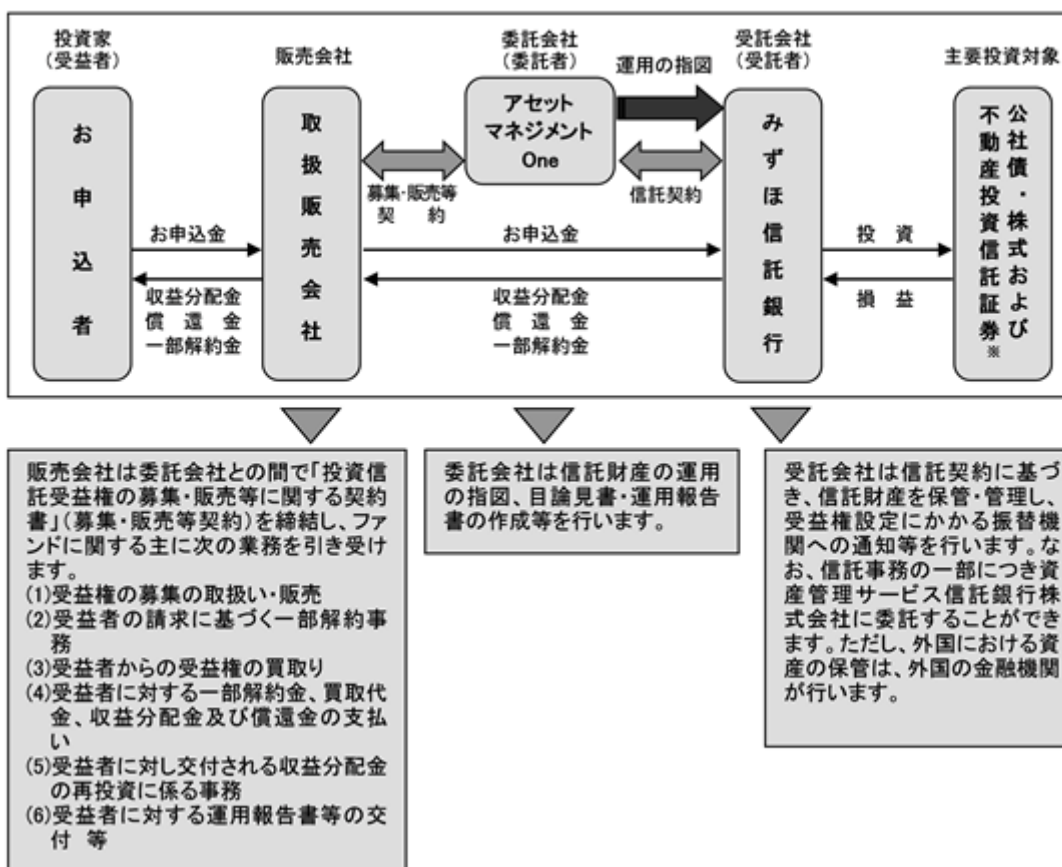 投資家
（受益者）
販売会社
委託会社
（委託者）
受託会社
（受託者）
主要投資対象
お申込者
取扱販売会社
アセット
マネジメント
One
運用の指図
みずほ信託銀行
公社債・株式および
不動産投資信託証券※
募集・販売等
契　約
信託契約
お申込金
お申込金
投　資
収益分配金
償　還　金
一部解約金
収益分配金
償　還　金
一部解約金
損　益
販売会社は委託会社との間で「投資信
託受益権の募集・販売等に関する契約
書」（募集・販売等契約）を締結し、ファ
ンドに関する主に次の業務を引き受け
ます。
(1)受益権の募集の取扱い・販売
(2)受益者の請求に基づく一部解約事
務
(3)受益者からの受益権の買取り
(4)受益者に対する一部解約金、買取代
金、収益分配金及び償還金の支払
い
(5)受益者に対し交付される収益分配金
の再投資に係る事務
(6)受益者に対する運用報告書等の交
付　等
委託会社は信託財産の運用
の指図、目論見書・運用報告
書の作成等を行います。
受託会社は信託契約に基づ
き、信託財産を保管・管理し、
受益権設定にかかる振替機
関への通知等を行います。な
お、信託事務の一部につき資
産管理サービス信託銀行株
式会社に委託することができ
ます。ただし、外国における資
産の保管は、外国の金融機関
が行います。